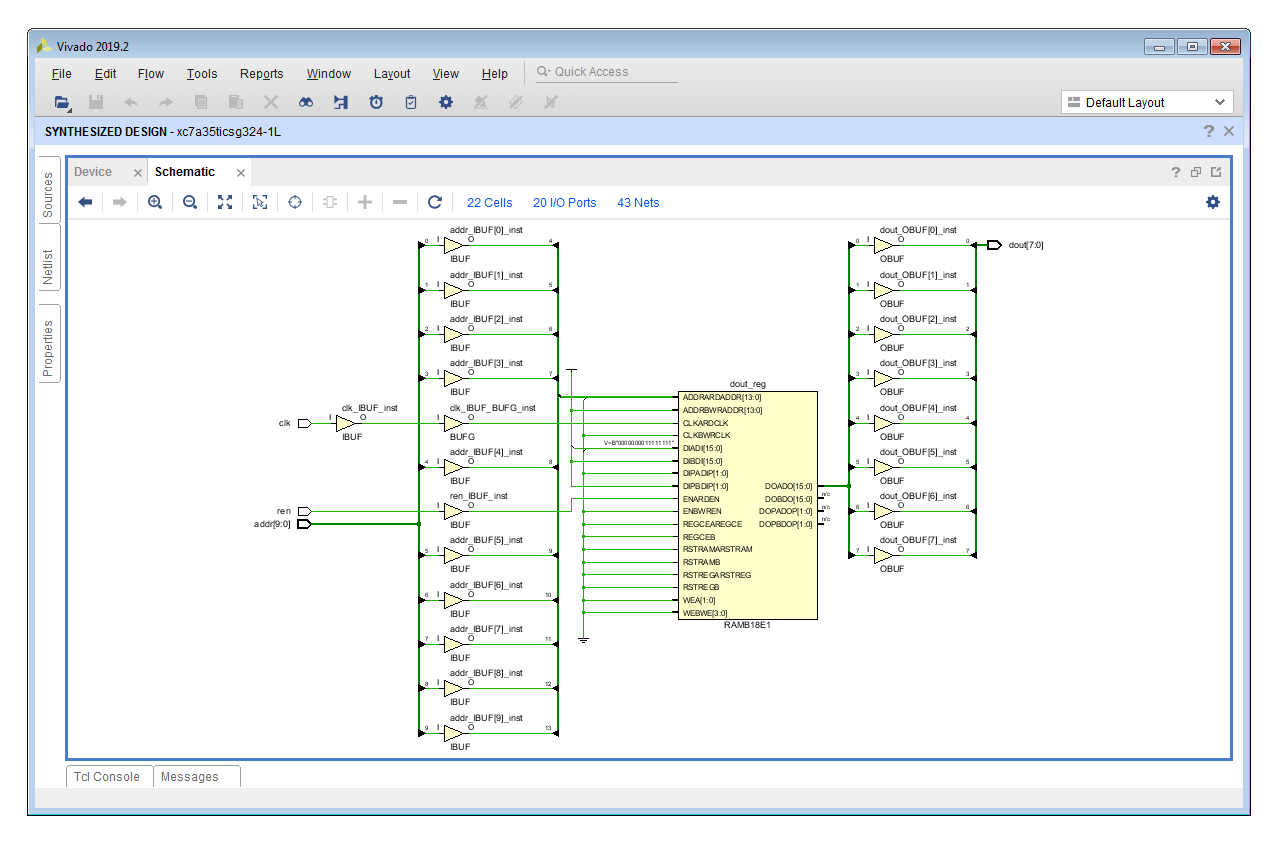 Vivado 2019.2
File Edit Flow Tools Reports Window Layout View Help Quick Access
Default Layout
SYNTHESIZED DESIGN - xc7a35ticsg324-1L
Sources
Netlist
Properties
Device Schematic
22 Cells 20 I/O Ports 43 Nets
addr_IBUF[0]_inst
0 I O 4
IBUF
addr_IBUF[1]_inst
1 I O 5
IBUF
addr_IBUF[2]_inst
2 I O 6
IBUF
addr_IBUF[3]_inst
3 I O 7
IBUF
clk_IBUF_inst
clk I O
IBUF
clk_IBUF_BUFG_inst
I O
BUFG
addr_IBUF[4]_inst
4 I O 8
IBUF
ren_IBUF_inst
ren
I O
IBUF
addr[9:0]
addr_IBUF[5]_inst
5 I O 9
IBUF
addr_IBUF[6]_inst
6 I O 10
IBUF
addr_IBUF[7]_inst
7 I O 11
IBUF
addr_IBUF[8]_inst
8 I O 12
IBUF
addr_IBUF[9]_inst
9 I O 13
IBUF
dout_reg
ADDRARDADDR[13:0]
ADDRBWRADDR[13:0]
CLKARDCLK
CLKBWRCLK
V=B"0000000011111111"
DIADI[15:0]
DIBDI[15:0]
DIPADIP[1:0]
DIPBDIP[1:0] DOADO[15:0]
ENARDEN DOBDO[15:0] n/c
ENBWREN DOPADOP[1:0] n/c
REGCEAREGCE DOPBDOP[1:0] n/c
REGCEB
RSTRAMARSTRAM
RSTRAMB
RSTREGARSTREG
RSTREGB
WEA[1:0]
WEBWE[3:0]
RAMB18E1
dout_OBUF[0]_inst
0 I O 0
OBUF
dout[7:0]
dout_OBUF[1]_inst
1 I O 1
OBUF
dout_OBUF[2]_inst
2 I O 2
OBUF
dout_OBUF[3]_inst
3 I O 3
OBUF
dout_OBUF[4]_inst
4 I O 4
OBUF
dout_OBUF[5]_inst
5 I O 5
OBUF
dout_OBUF[6]_inst
6 I O 6
OBUF
dout_OBUF[7]_inst
7 I O 7
OBUF
Tcl Console Messages